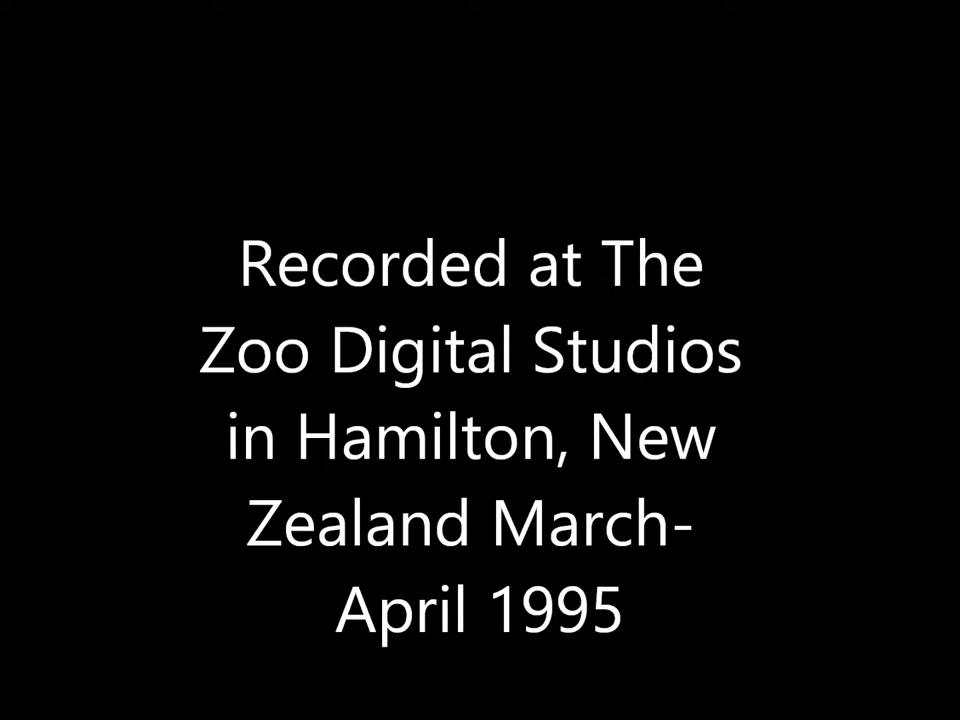 Recorded at The
Zoo Digital Studios
in Hamilton, New
Zealand March-
April 1995